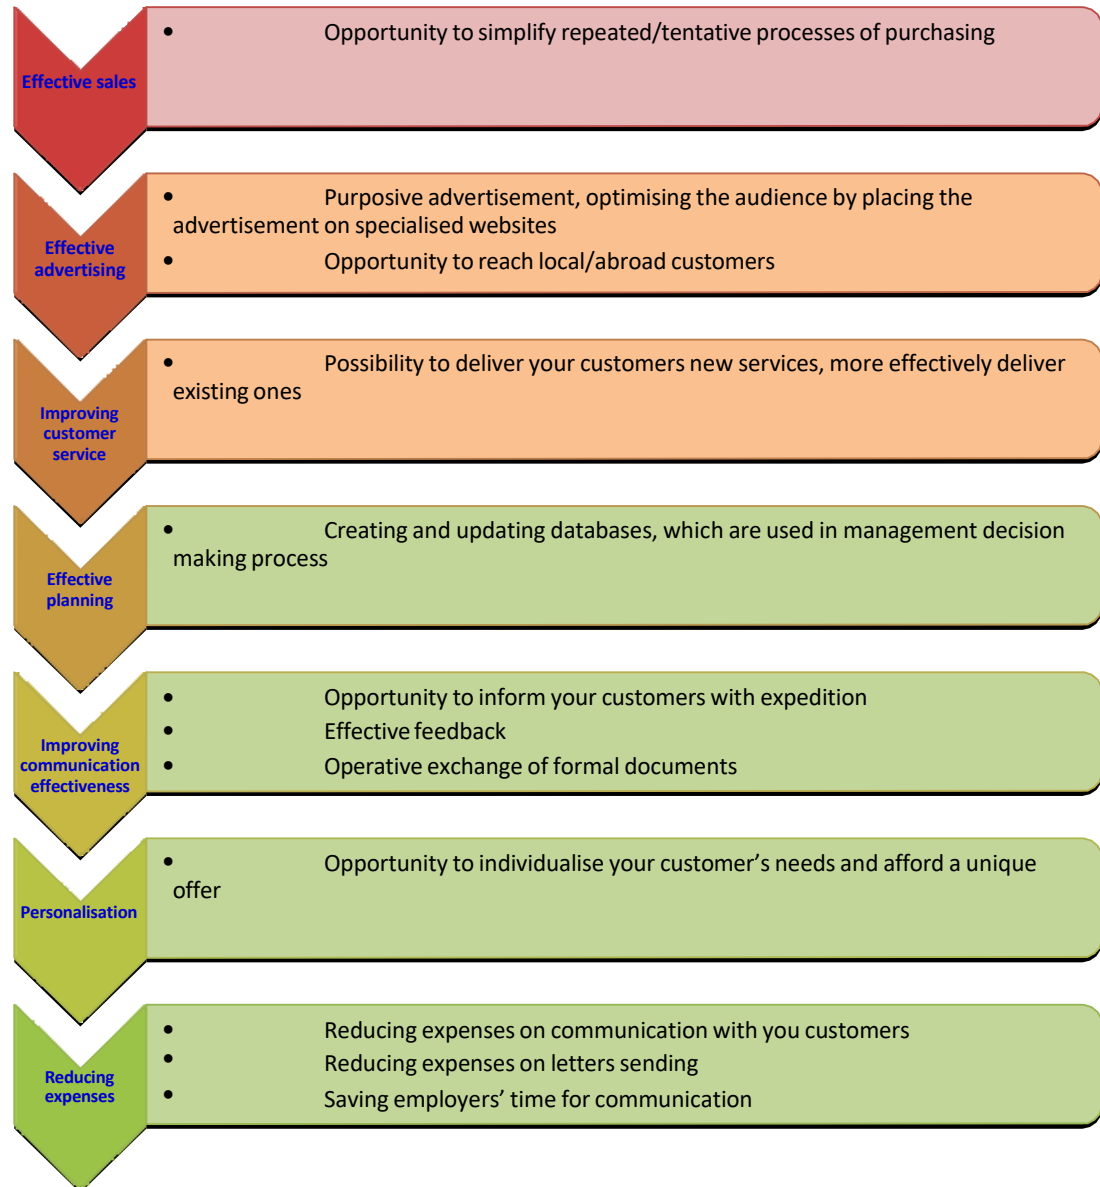 Effective sales
• Opportunity to simplify repeated/tentative processes of purchasing
Effective
advertising
• Purposive advertisement, optimising the audience by placing the
advertisement on specialised websites
• Opportunity to reach local/abroad customers
Improving
customer
service
• Possibility to deliver your customers new services, more effectively deliver
existing ones
Effective
planning
• Creating and updating databases, which are used in management decision
making process
Improving
communication
effectiveness
• Opportunity to inform your customers with expedition
• Effective feedback
• Operative exchange of formal documents
Personalisation
• Opportunity to individualise your customer’s needs and afford a unique
offer
Reducing
expenses
• Reducing expenses on communication with you customers
• Reducing expenses on letters sending
• Saving employers’ time for communication